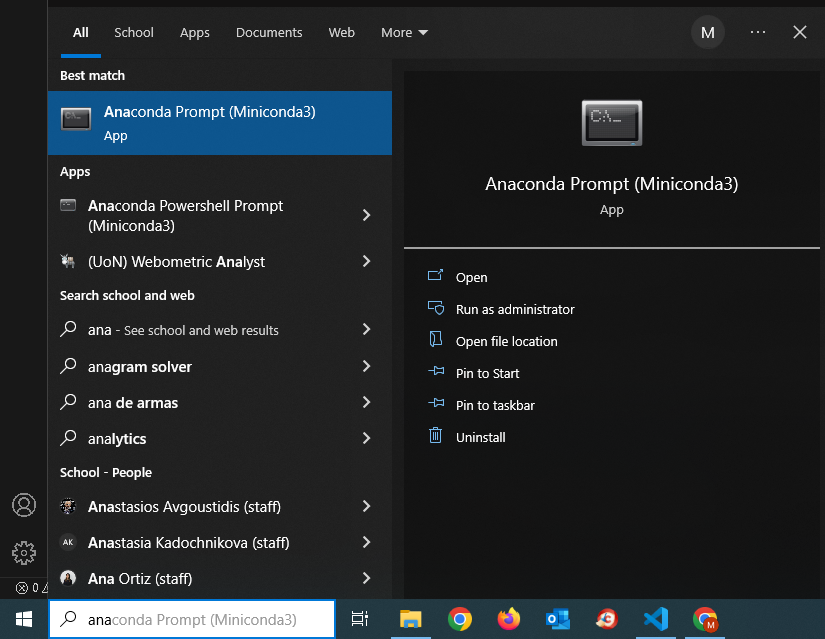 All School Apps Documents Web More M ...
Best match
Anaconda Prompt (Miniconda3)
App
Apps
Anaconda Powershell Prompt
(Miniconda3)
(UoN) Webometric Analyst
Search school and web
ana - See school and web results
anagram solver
ana de armas
analytics
School - People
Anastasios Avgoustidis (staff)
AK Anastasia Kadochnikova (staff)
Ana Ortiz (staff)
C:\_
Anaconda Prompt (Miniconda3)
App
Open
Run as administrator
Open file location
Pin to Start
Pin to taskbar
Uninstall
0
anaconda Prompt (Miniconda3)
M